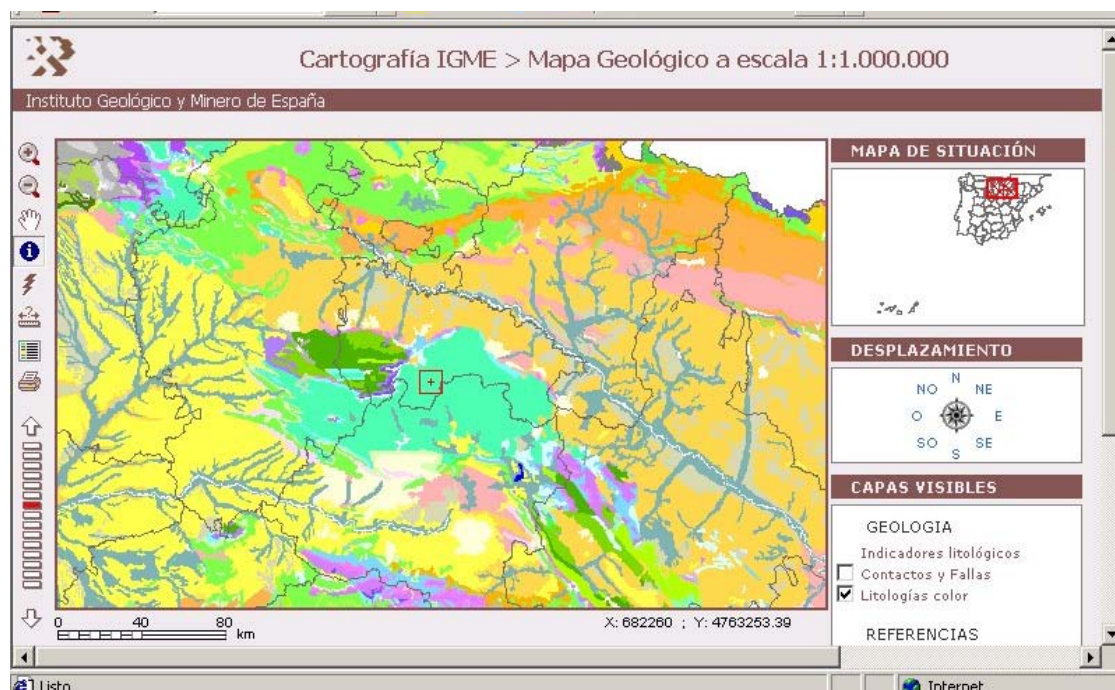 Cartografía IGME > Mapa Geológico a escala 1:1.000.000
Instituto Geológico y Minero de España
MAPA DE SITUACIÓN
DESPLAZAMIENTO
N
NO NE
O E
SO SE
S
CAPAS VISIBLES
GEOLOGIA
Indicadores litológicos
Contactos y Fallas
Litologías color
REFERENCIAS
0 40 80
km
X: 682260 ; Y: 4763253.39
Listo
Internet